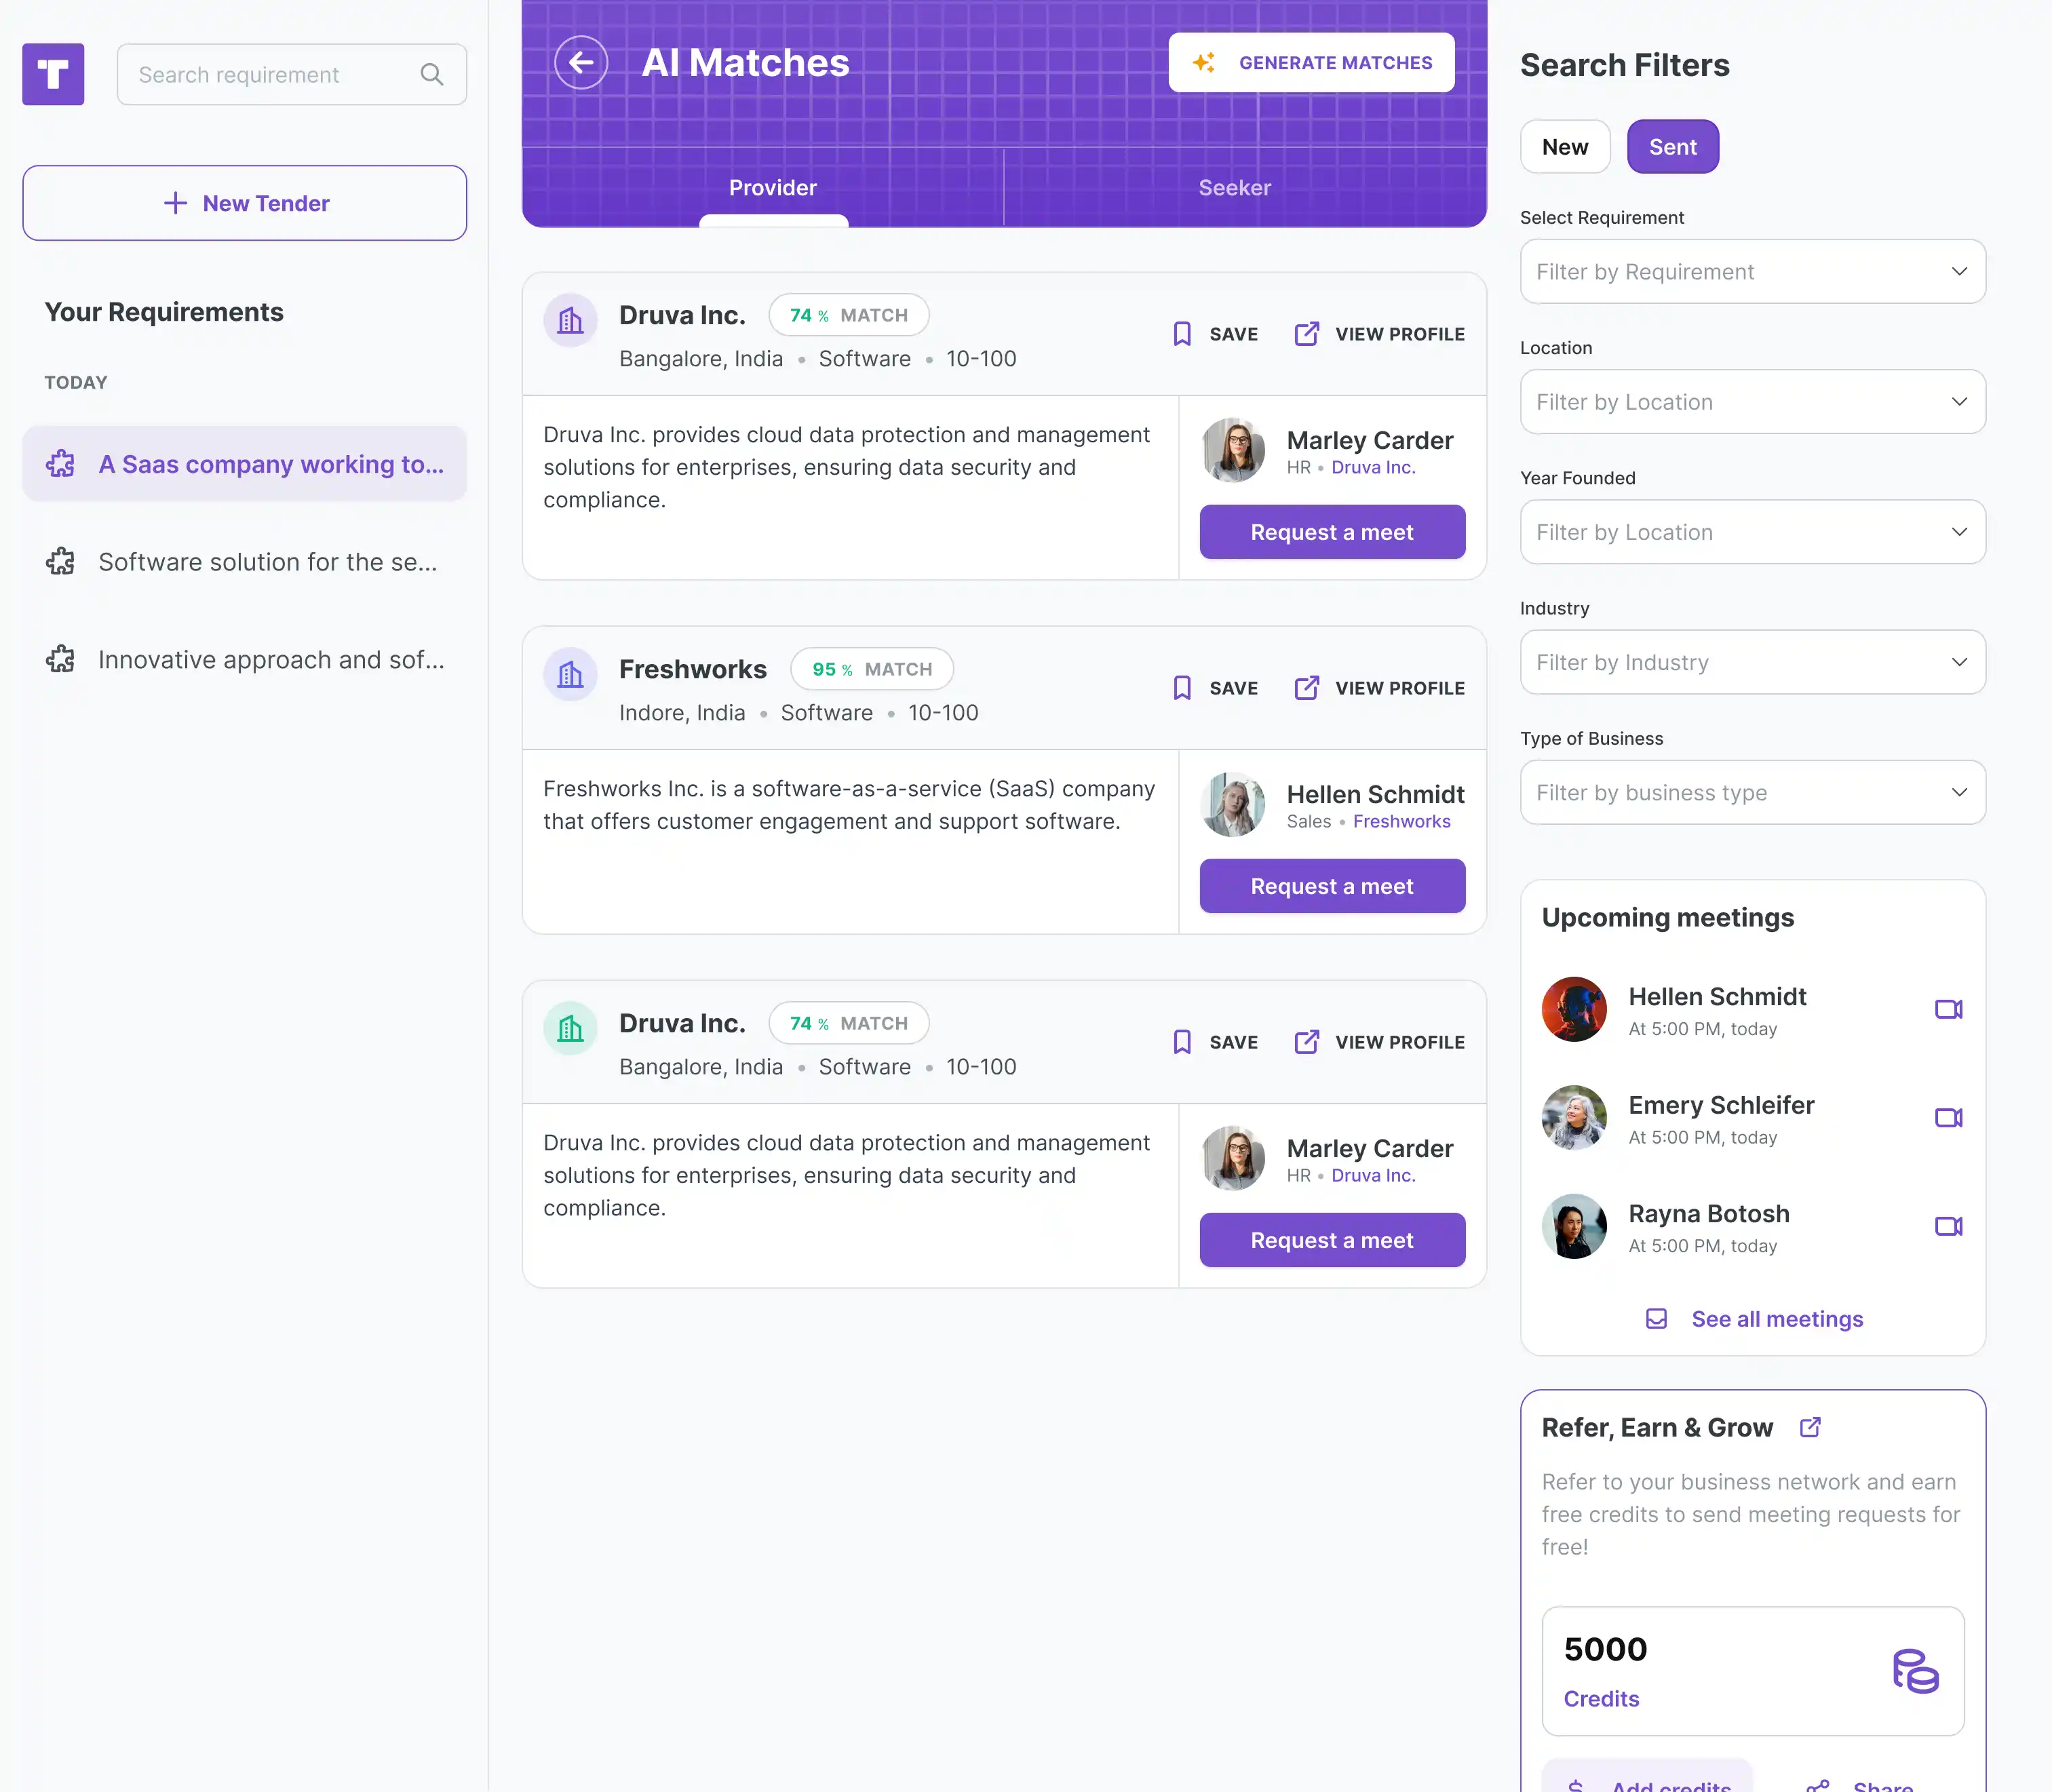 T
Search requirement
New Tender
Your Requirements
TODAY
A Saas company working to...
Software solution for the se...
Innovative approach and sof...
AI Matches
GENERATE MATCHES
Provider
Seeker
Druva Inc.
74 % MATCH
Bangalore, India • Software • 10-100
SAVE
VIEW PROFILE
Druva Inc. provides cloud data protection and management
solutions for enterprises, ensuring data security and
compliance.
Marley Carder
HR • Druva Inc.
Request a meet
Freshworks
95 % MATCH
Indore, India • Software • 10-100
SAVE
VIEW PROFILE
Freshworks Inc. is a software-as-a-service (SaaS) company
that offers customer engagement and support software.
Hellen Schmidt
Sales • Freshworks
Request a meet
Druva Inc.
74 % MATCH
Bangalore, India • Software • 10-100
SAVE
VIEW PROFILE
Druva Inc. provides cloud data protection and management
solutions for enterprises, ensuring data security and
compliance.
Marley Carder
HR • Druva Inc.
Request a meet
Search Filters
New
Sent
Select Requirement
Filter by Requirement
Location
Filter by Location
Year Founded
Filter by Location
Industry
Filter by Industry
Type of Business
Filter by business type
Upcoming meetings
Hellen Schmidt
At 5:00 PM, today
Emery Schleifer
At 5:00 PM, today
Rayna Botosh
At 5:00 PM, today
See all meetings
Refer, Earn & Grow
Refer to your business network and earn
free credits to send meeting requests for
free!
5000
Credits
Add credits
Share